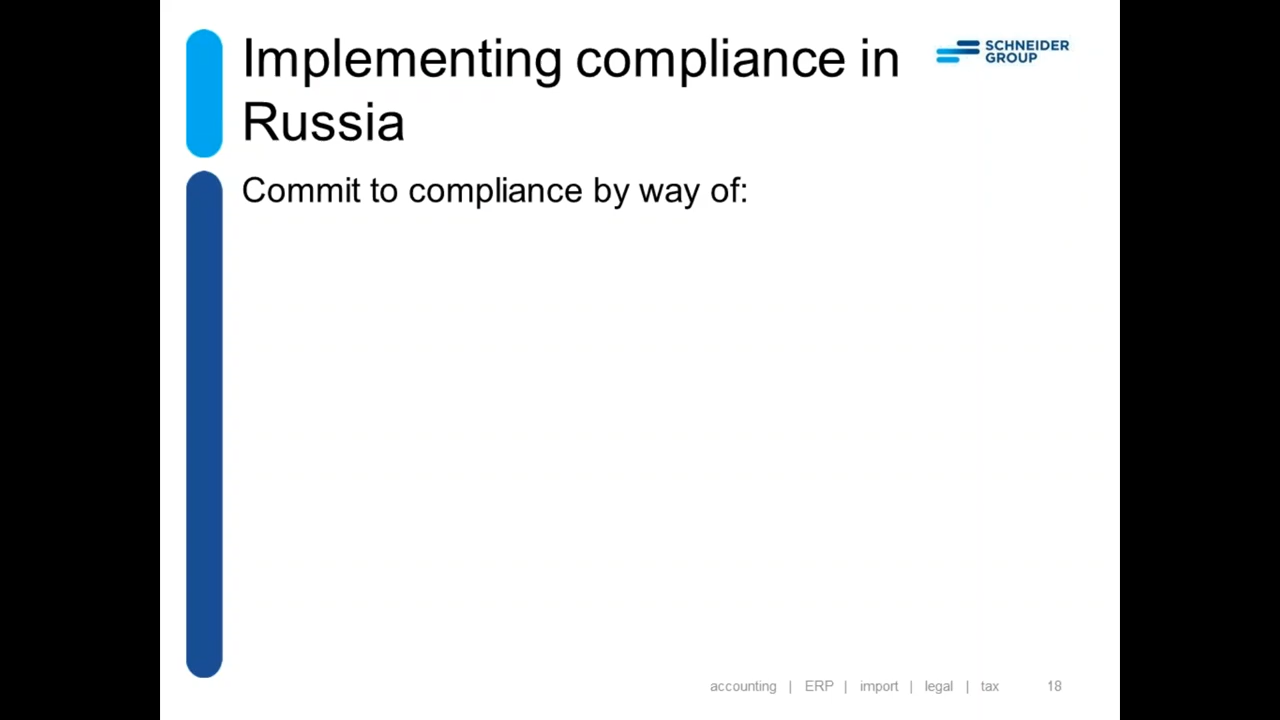 Implementing compliance in
Russia
SCHNEIDER
GROUP
Commit to compliance by way of:
accounting | ERP | import | legal | tax 18